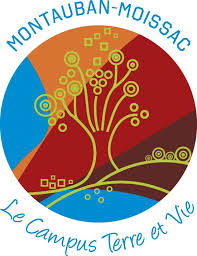 MONTAUBAN-MOISSAC
Le Campus Terre et Vie